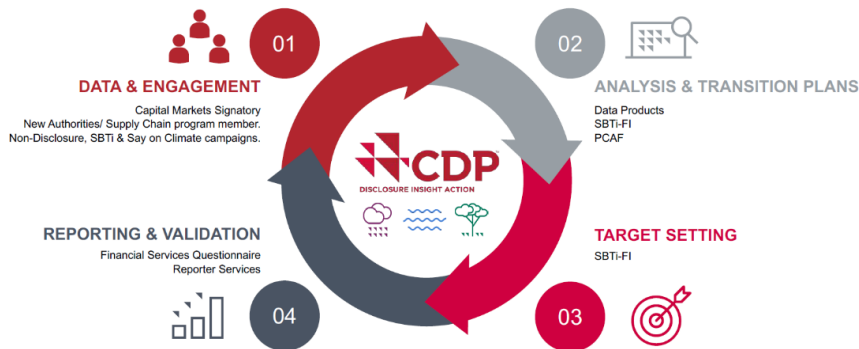 01
DATA & ENGAGEMENT
Capital Markets Signatory
New Authorities/ Supply Chain program member.
Non-Disclosure, SBTi & Say on Climate campaigns.
02
ANALYSIS & TRANSITION PLANS
Data Products
SBTi-FI
PCAF
CDP
DISCLOSURE INSIGHT ACTION
TARGET SETTING
SBTi-FI
03
REPORTING & VALIDATION
Financial Services Questionnaire
Reporter Services
04